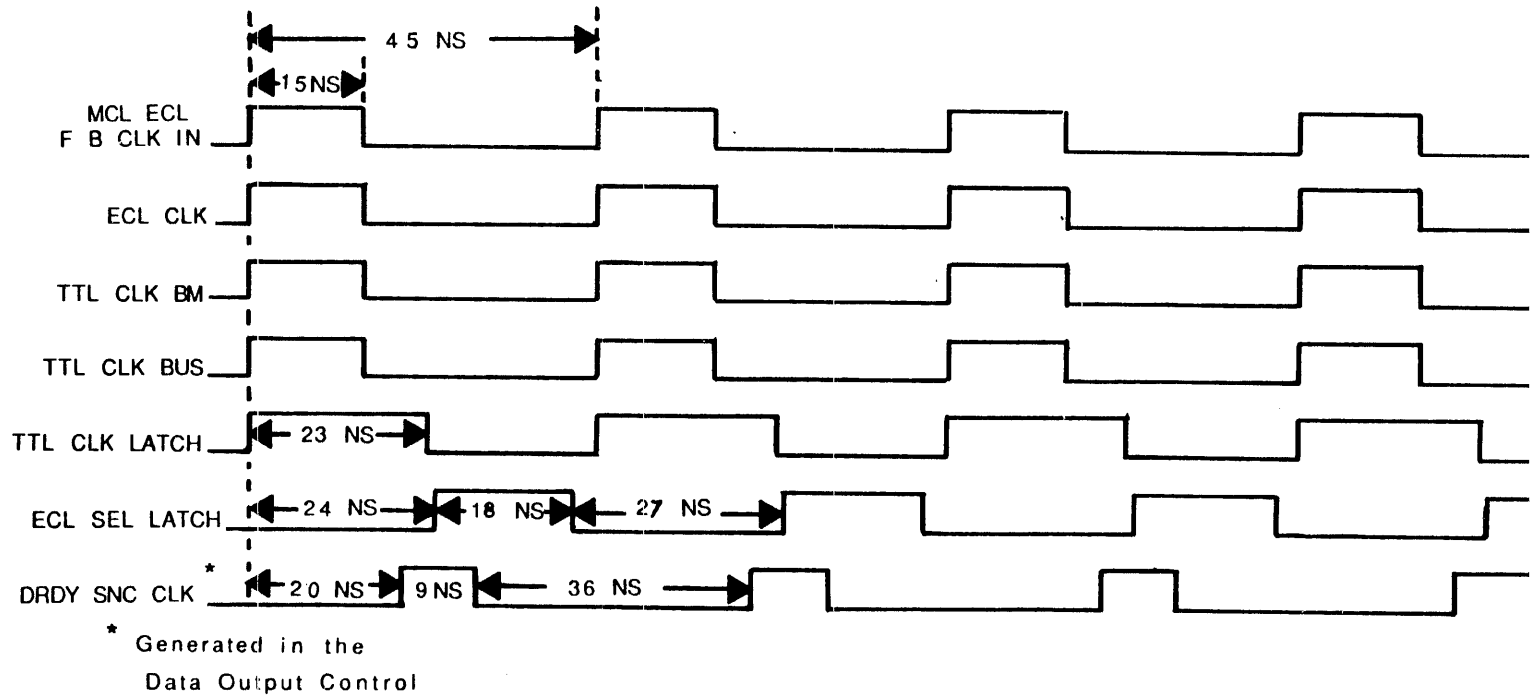 45 NS
15NS
MCL ECL
F B CLK IN
ECL CLK
TTL CLK BM
TTL CLK BUS
TTL CLK LATCH
23 NS
ECL SEL LATCH
24 NS
18 NS
27 NS
DRDY SNC CLK *
20 NS
9NS
36 NS
* Generated in the
Data Output Control